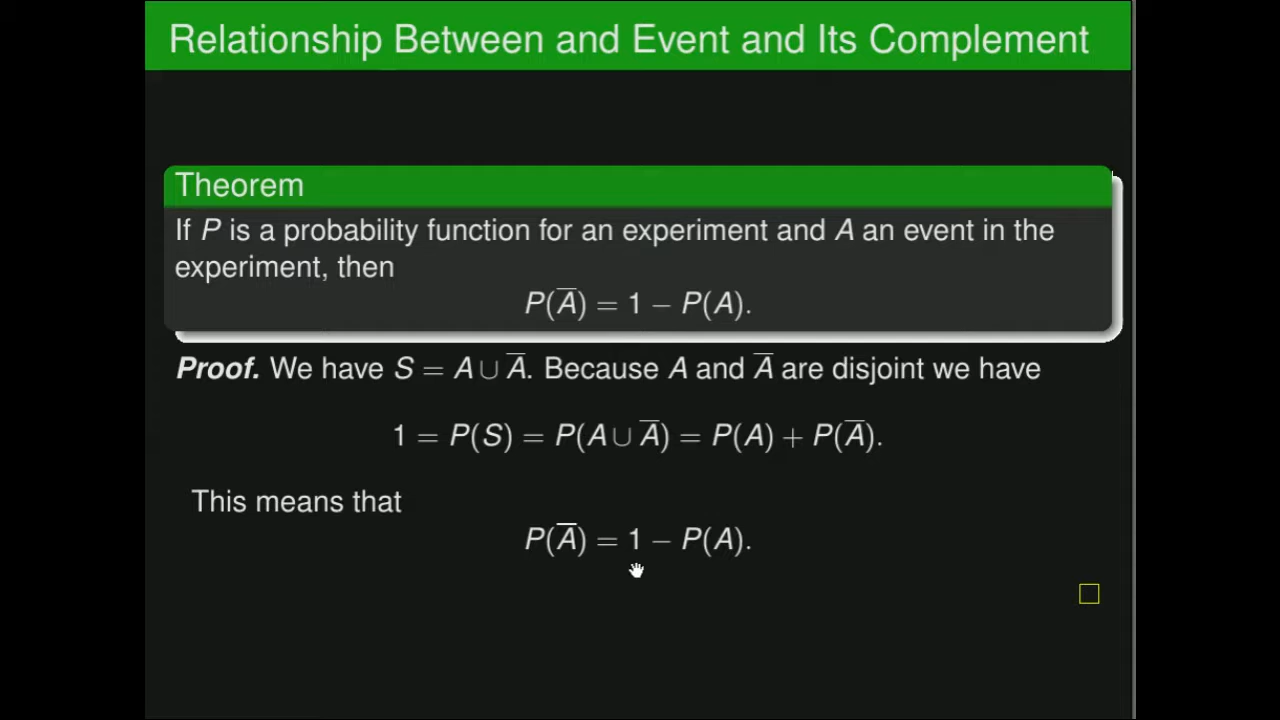 Relationship Between and Event and Its Complement
Theorem
If P is a probability function for an experiment and A an event in the
experiment, then
P(A̅) = 1 − P(A).
Proof. We have S = A ∪ A̅. Because A and A̅ are disjoint we have
1 = P(S) = P(A ∪ A̅) = P(A) + P(A̅).
This means that
P(A̅) = 1 − P(A).